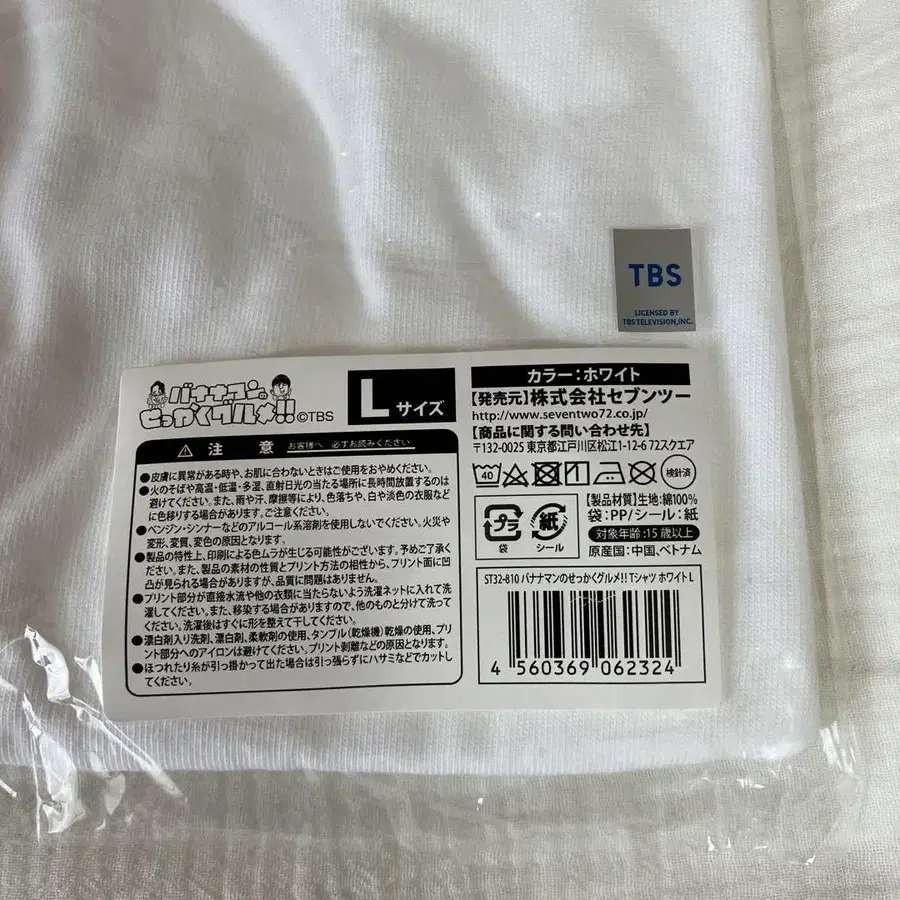 TBS
LICENSED BY
TBS TELEVISION, INC.
バナナマンの
せっかくグルメ!!
©TBS
Lサイズ
⚠注意 お客様へ 必ずお読みください
●皮膚に異常がある時や、お肌に合わないときはご使用をおやめください。
●火のそばや高温・低温・多湿、直射日光の当たる場所に長時間放置するのは
避けてください。また、雨や汗、摩擦等により、色落ちや、白や淡色の衣服など
に色移りする場合があります。ご注意ください。
●ベンジン・シンナーなどのアルコール系溶剤を使用しないでください。火災や
変形、変質、変色の原因となります。
●製品の特性上、印刷による色ムラが生じる可能性がございます。予めご了承く
ださい。また、製品の素材の性質とプリント方法の相性から、プリント面に凹
凸が見られる場合がありますが、品質に問題はありません。
●プリント部分が直接水流や他の衣類に当たらないよう洗濯ネットに入れて洗
濯してください。また、移染する場合がありますので、他のものと分けて洗って
ください。洗濯後はすぐに形を整えて干してください。
●漂白剤入り洗剤、漂白剤、柔軟剤の使用、タンブル(乾燥機)乾燥の使用、プリ
ント部分へのアイロンは避けてください。プリント剥離などの原因となります。
●ほつれたり糸が引っ掛かって出た場合は引っ張らずにハサミなどでカットし
てください。
カラー:ホワイト
【発売元】株式会社セブンツー
http://www.seventwo72.co.jp/
【商品に関する問い合わせ先】
〒132-0025 東京都江戸川区松江1-12-6 72スクエア
40
検針済
プラ
袋
紙
シール
【製品材質】生地:綿100%
袋:PP/シール:紙
対象年齢:15歳以上
原産国:中国、ベトナム
ST32-810 バナナマンのせっかくグルメ!! Tシャツ ホワイト L
4 560369 062324